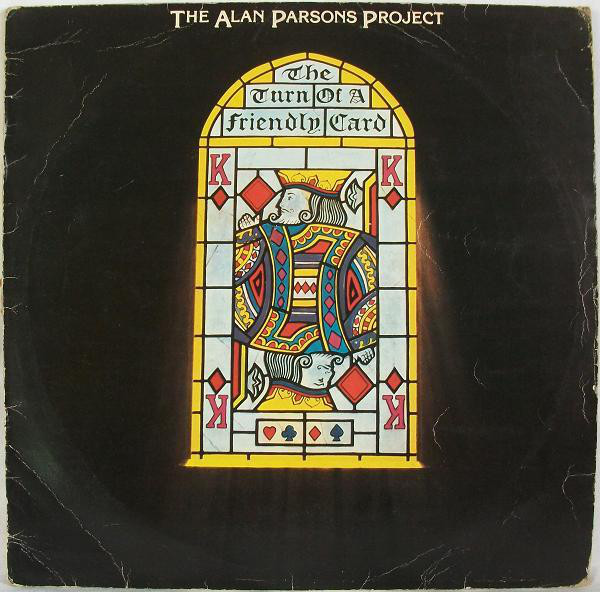 THE ALAN PARSONS PROJECT
The
Turn Of A
Friendly Card
K K
K K